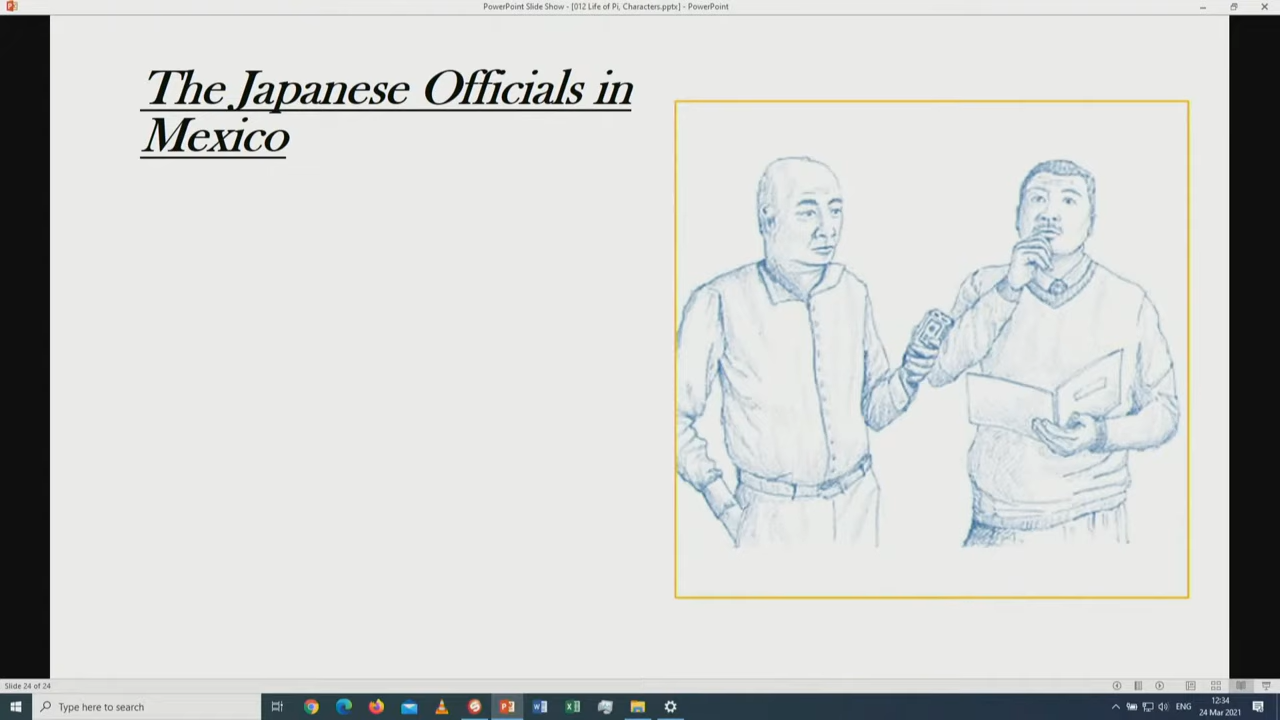 PowerPoint Slide Show - [012 Life of Pi, Characters.pptx] - PowerPoint
The Japanese Officials in
Mexico
Slide 24 of 24
Type here to search
ENG
12:34
24 Mar 2021